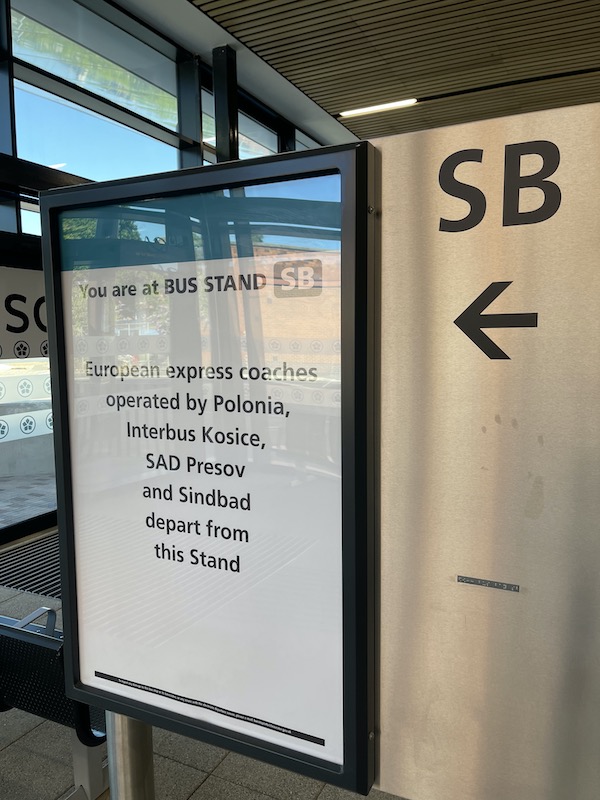 SB
You are at BUS STAND SB
European express coaches
operated by Polonia,
Interbus Kosice,
SAD Presov
and Sindbad
depart from
this Stand